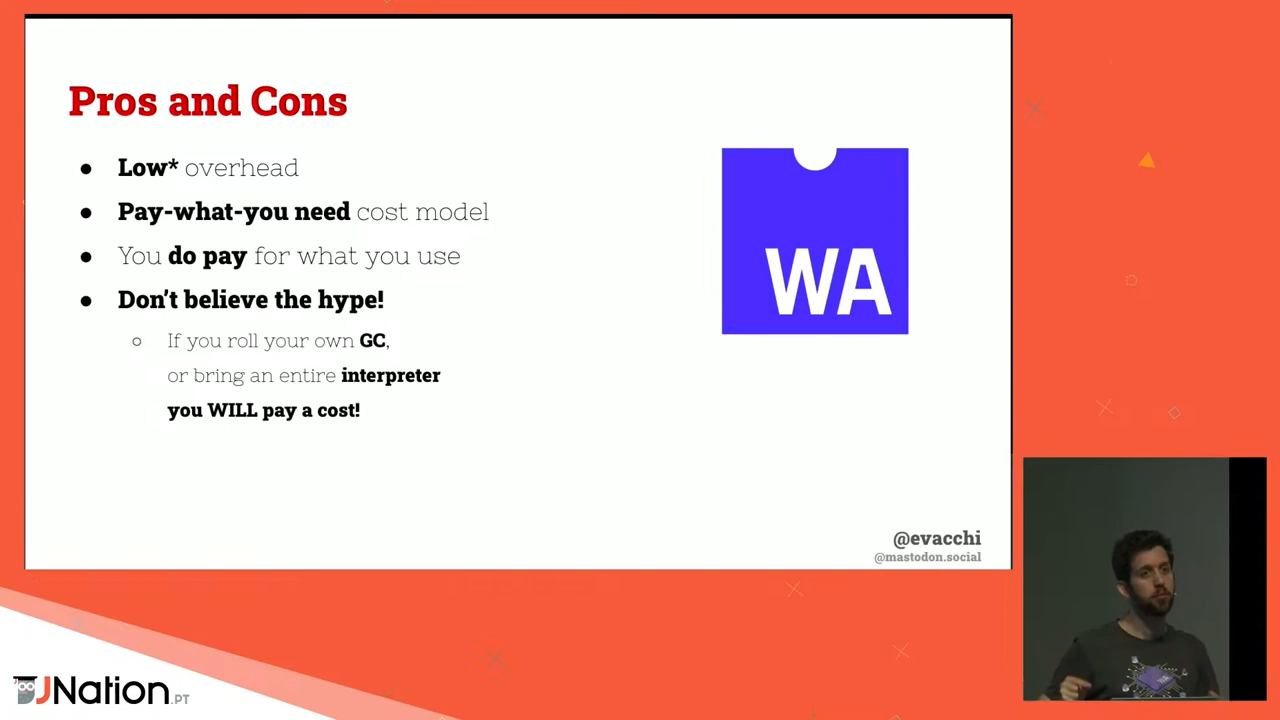 Pros and Cons
● Low* overhead
● Pay-what-you need cost model
● You do pay for what you use
● Don’t believe the hype!
○ If you roll your own GC,
or bring an entire interpreter
you WILL pay a cost!
WA
@evacchi
@mastodon.social
JNation.PT